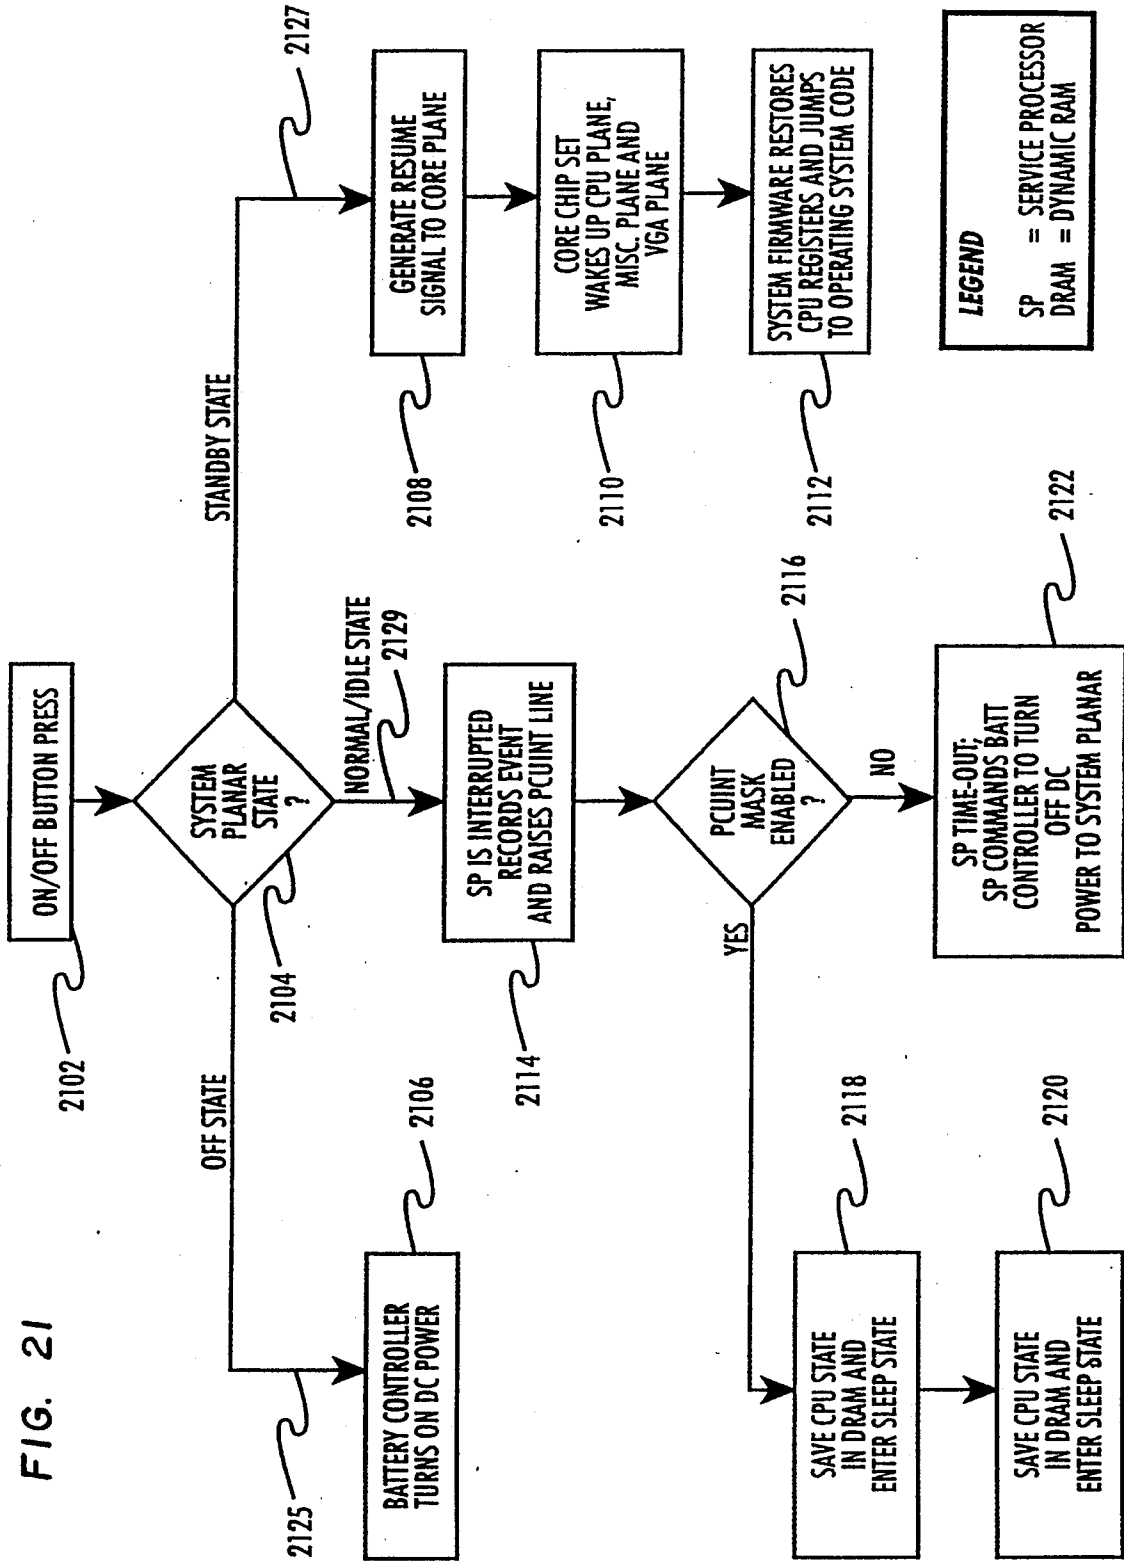 FIG. 21
ON/OFF BUTTON PRESS
2102
SYSTEM
PLANAR
STATE
?
2104
OFF STATE
2125
BATTERY CONTROLLER
TURNS ON DC POWER
2106
NORMAL/IDLE STATE
2129
STANDBY STATE
2127
GENERATE RESUME
SIGNAL TO CORE PLANE
2108
CORE CHIP SET
WAKES UP CPU PLANE,
MISC. PLANE AND
VGA PLANE
2110
SYSTEM FIRMWARE RESTORES
CPU REGISTERS AND JUMPS
TO OPERATING SYSTEM CODE
2112
SP IS INTERRUPTED
RECORDS EVENT
AND RAISES PCUINT LINE
2114
PCUINT
MASK
ENABLED
?
2116
YES
SAVE CPU STATE
IN DRAM AND
ENTER SLEEP STATE
2118
SAVE CPU STATE
IN DRAM AND
ENTER SLEEP STATE
2120
NO
SP TIME-OUT;
SP COMMANDS BATT
CONTROLLER TO TURN
OFF DC
POWER TO SYSTEM PLANAR
2122
LEGEND
SP = SERVICE PROCESSOR
DRAM = DYNAMIC RAM